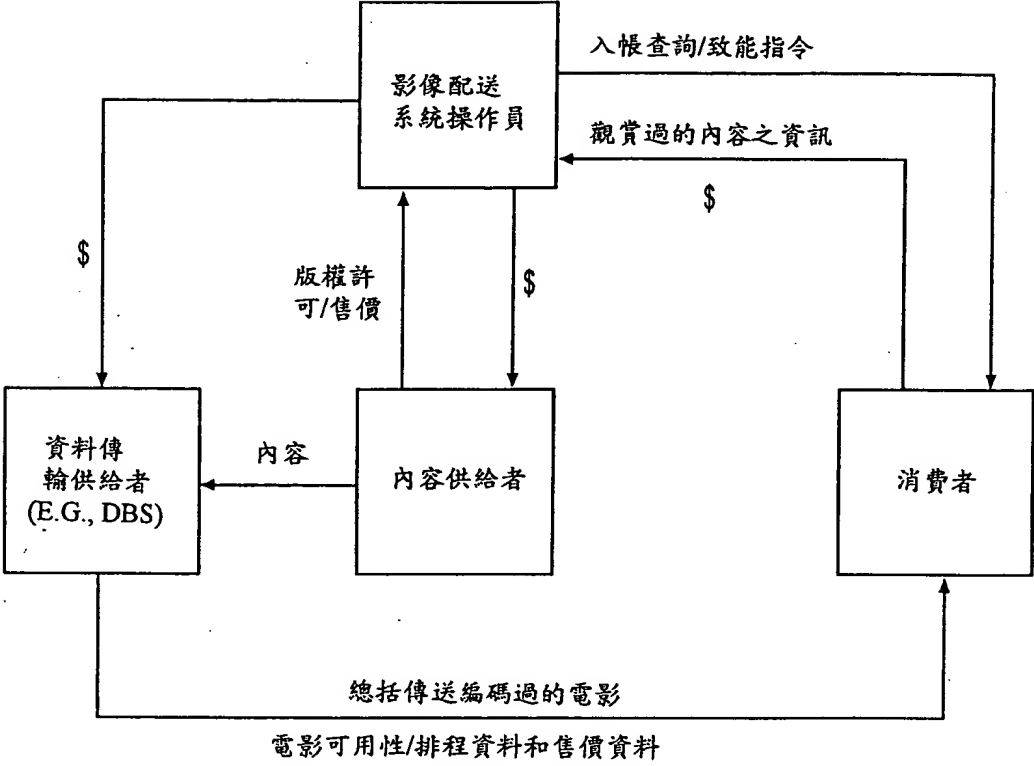 入帳查詢/致能指令
影像配送
系統操作員
觀賞過的內容之資訊
$
$
版權許
可/售價
$
資料傳
輸供給者
(E.G., DBS)
內容
內容供給者
消費者
總括傳送編碼過的電影
電影可用性/排程資料和售價資料